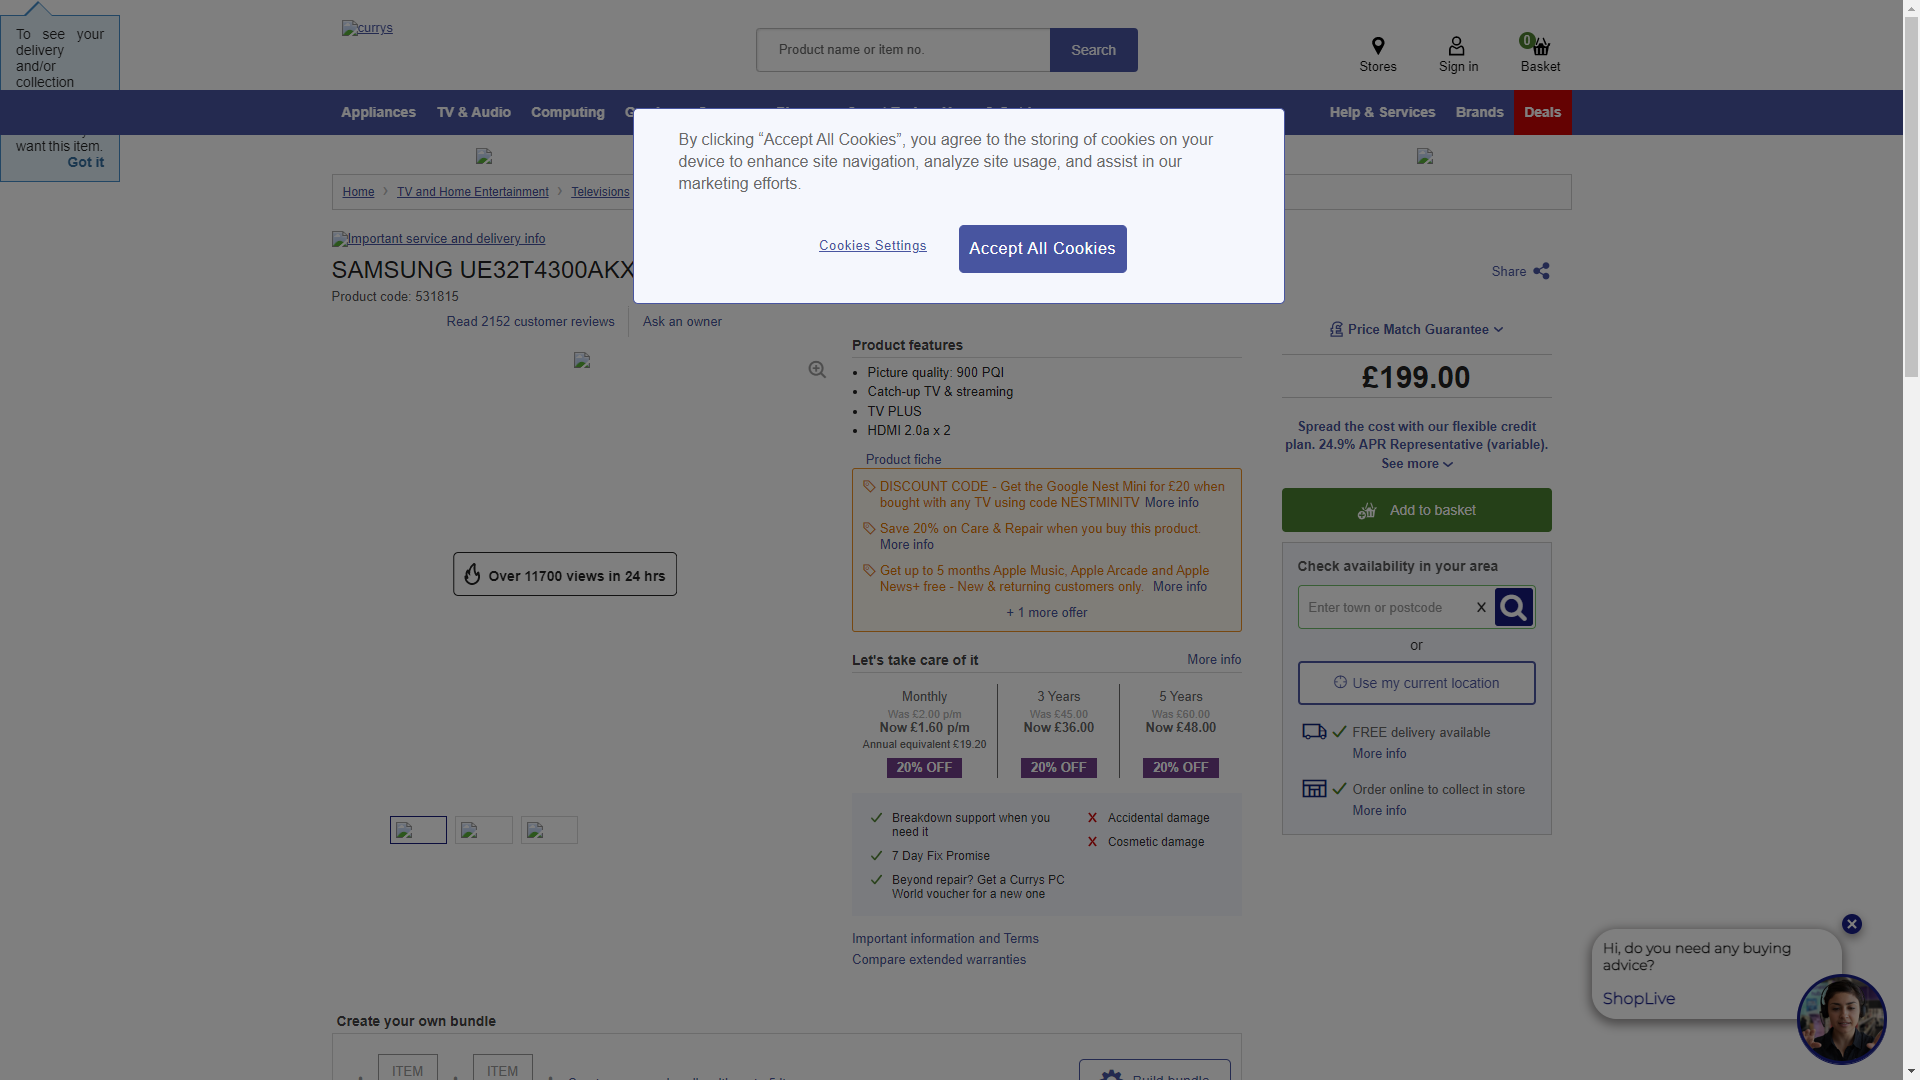 To see your
delivery
and/or
collection
want this item.
Got it
currys
Product name or item no.
Search
Stores
Sign in
0
Basket
Appliances
TV & Audio
Computing
Help & Services
Brands
Deals
By clicking “Accept All Cookies”, you agree to the storing of cookies on your
device to enhance site navigation, analyze site usage, and assist in our
marketing efforts.
Cookies Settings
Accept All Cookies
Home
TV and Home Entertainment
Televisions
Important service and delivery info
SAMSUNG UE32T4300AKX
Product code: 531815
Share
Read 2152 customer reviews
Ask an owner
Over 11700 views in 24 hrs
Product features
• Picture quality: 900 PQI
• Catch-up TV & streaming
• TV PLUS
• HDMI 2.0a x 2
Product fiche
DISCOUNT CODE - Get the Google Nest Mini for £20 when
bought with any TV using code NESTMINITV More info
Save 20% on Care & Repair when you buy this product.
More info
Get up to 5 months Apple Music, Apple Arcade and Apple
News+ free - New & returning customers only. More info
+ 1 more offer
Let's take care of it
More info
Monthly
Was £2.00 p/m
Now £1.60 p/m
Annual equivalent £19.20
20% OFF
3 Years
Was £45.00
Now £36.00
20% OFF
5 Years
Was £60.00
Now £48.00
20% OFF
Breakdown support when you
need it
7 Day Fix Promise
Beyond repair? Get a Currys PC
World voucher for a new one
X Accidental damage
X Cosmetic damage
Important information and Terms
Compare extended warranties
Price Match Guarantee
£199.00
Spread the cost with our flexible credit
plan. 24.9% APR Representative (variable).
See more
Add to basket
Check availability in your area
Enter town or postcode
X
or
Use my current location
FREE delivery available
More info
Order online to collect in store
More info
Create your own bundle
ITEM
ITEM
Hi, do you need any buying
advice?
ShopLive